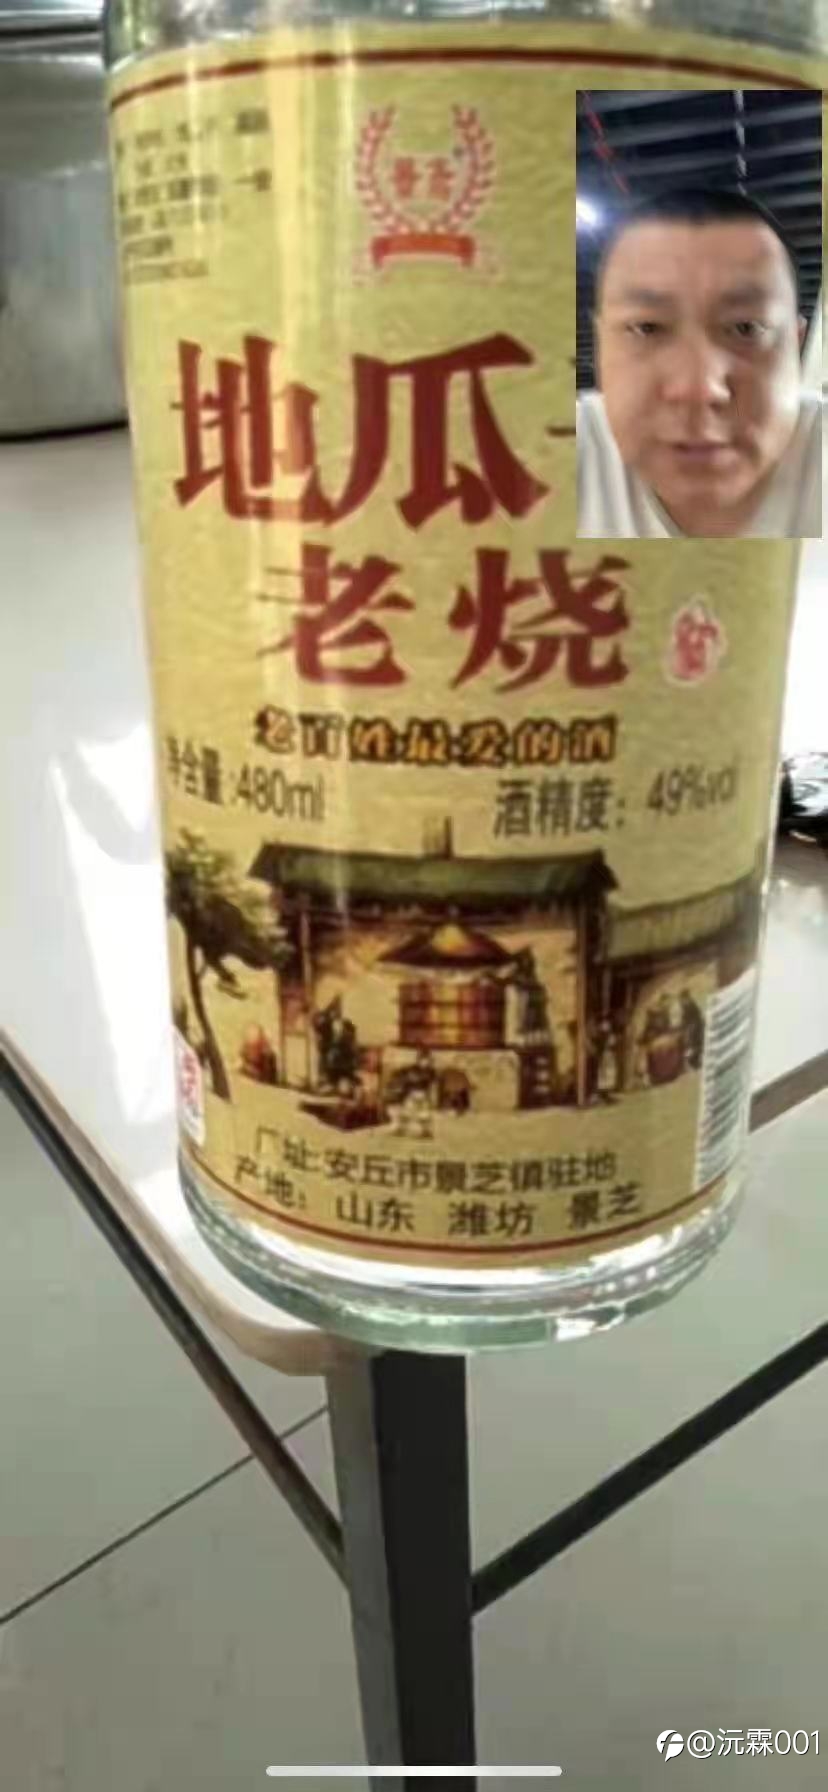 地瓜
老烧
老百姓最爱的酒
净含量:480ml 酒精度：49%vol
厂址:安丘市景芝镇驻地
产地：山东 潍坊 景芝
@沅霖001